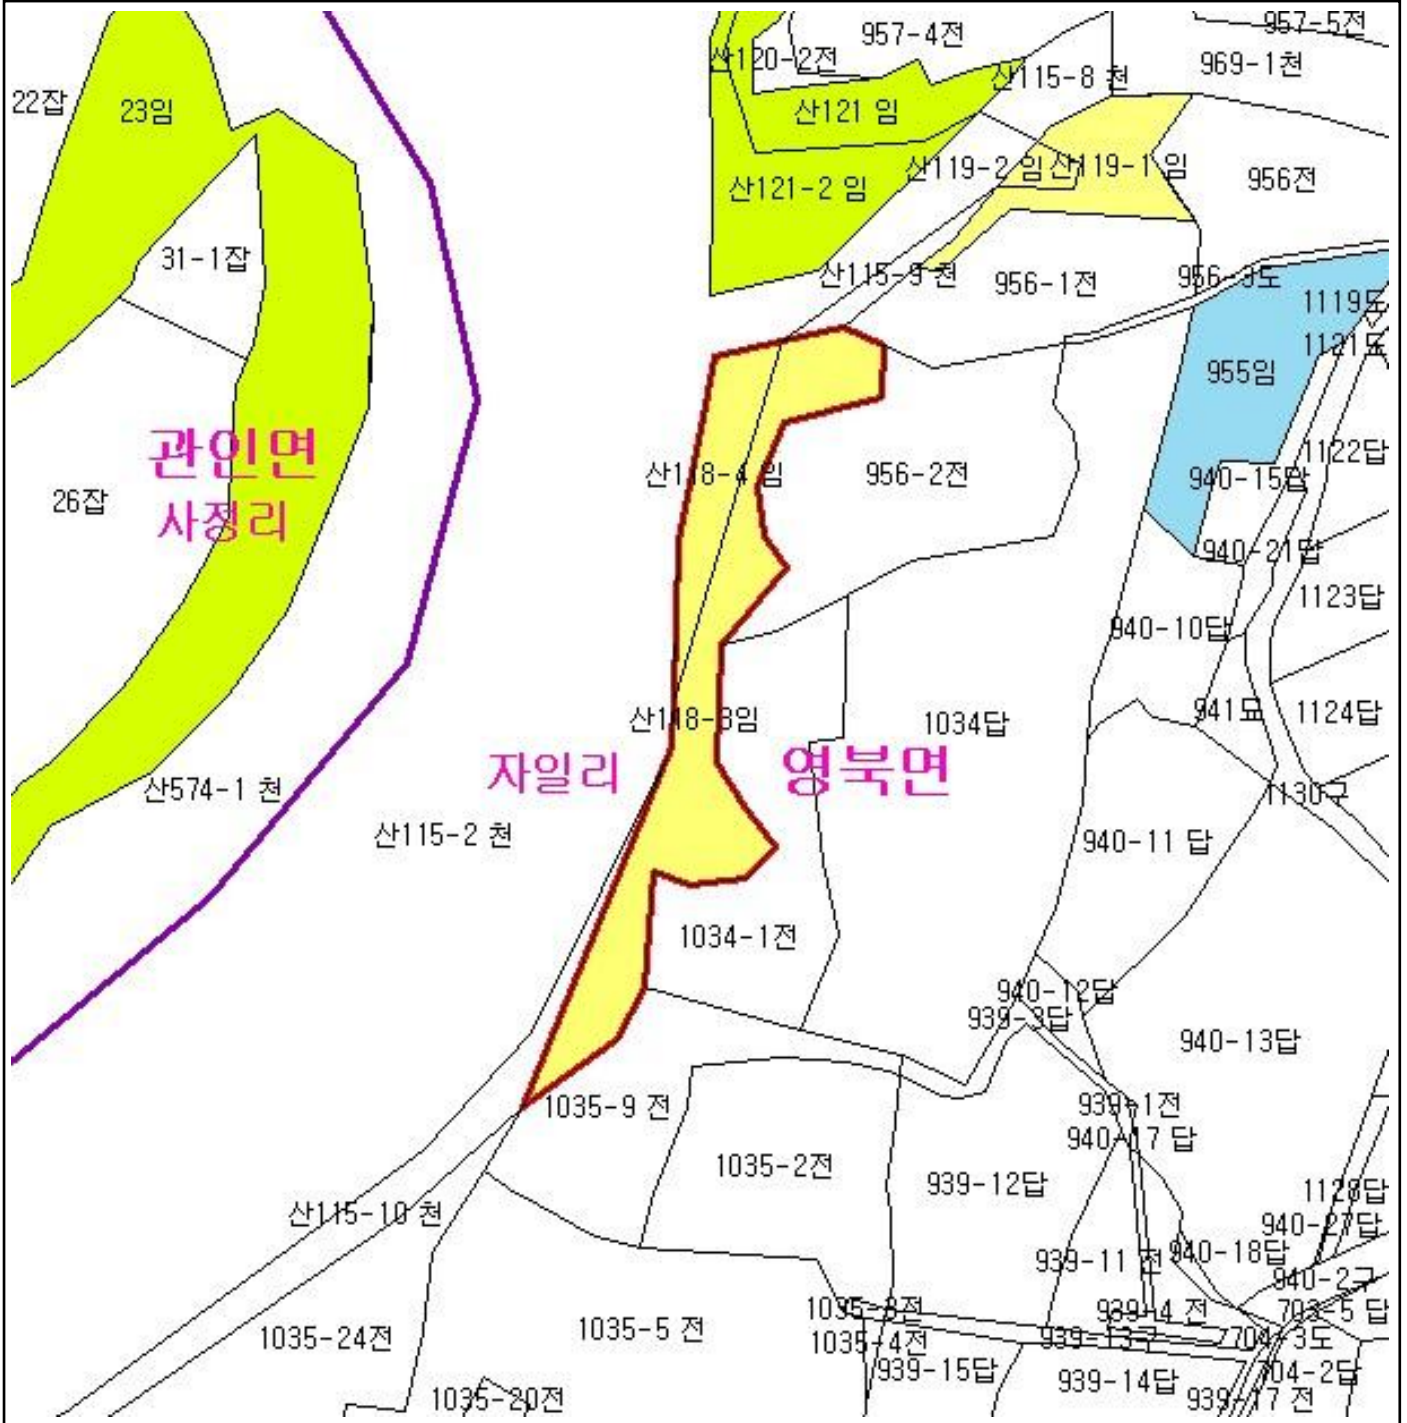 957-5전
957-4전
산120-2전
969-1천
산115-8 천
22잡
23임
산121 임
산119-2 임
산119-1 임
956전
산121-2 임
31-1잡
산115-9 천
956-1전
956-3도
1119도
1121도
955임
관인면
1122답
산118-4 임
956-2전
940-15답
26잡
사정리
940-21답
1123답
940-10답
산118-3임
1034답
941묘
1124답
자일리
영북면
산574-1 천
1130구
산115-2 천
940-11 답
1034-1전
940-12답
939-3답
940-13답
1035-9 전
939-1전
940-17 답
1035-2전
939-12답
1128답
산115-10 천
940-27답
939-11 전
940-18답
940-2구
1035-3전
939-4 전
703-5 답
1035-24전
1035-5 전
1035-4전
704-3도
939-15답
939-14답
704-2답
1035-20전
939-17 전